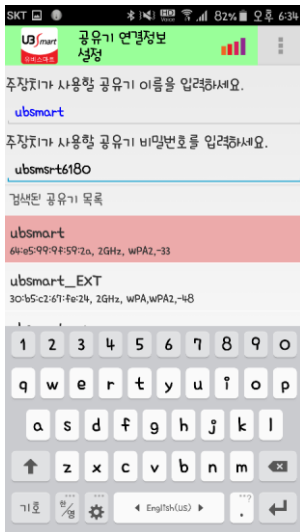 SKT 82% 오후 6:34
UB Smart 유비스마트
공유기 연결정보
설정
주장치가 사용할 공유기 이름을 입력하세요.
ubsmart
주장치가 사용할 공유기 비밀번호를 입력하세요.
ubsmsrt6180
검색된 공유기 목록
ubsmart
64:e5:99:9f:59:2a, 2GHz, WPA2,-33
ubsmart_EXT
30:b5:c2:67:fe:24, 2GHz, WPA,WPA2,-48
1 2 3 4 5 6 7 8 9 0
q w e r t y u i o p
a s d f g h j k l
z x c v b n m
기호 한/영 English(US) .